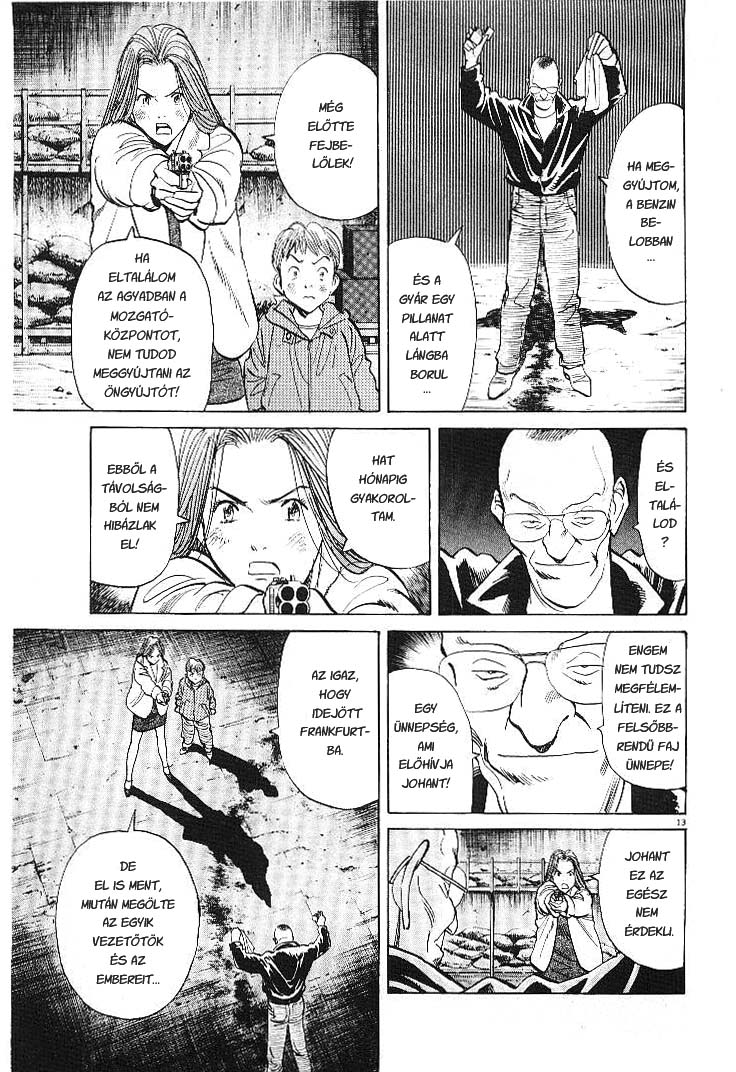 HA MEG-
GYÚJTOM,
A BENZIN
BE-
LOBBAN
...
ÉS A
GYÁR EGY
PILLANAT
ALATT
LÁNGBA
BORUL
...
MÉG
ELŐTTE
FEJBE-
LŐLEK!
HA
ELTALÁLOM
AZ AGYADBAN A
MOZGATÓ-
KÖZPONTOT,
NEM TUDOD
MEGGYÚJTANI AZ
ÖNGYÚJTÓT!
ÉS
EL-
TALÁ-
LOD
?
HAT
HÓNAPIG
GYAKOROL-
TAM.
EBBŐL A
TÁVOLSÁG-
BÓL NEM
HIBÁZLAK
EL!
ENGEM
NEM TUDSZ
MEGFÉLEM-
LÍTENI. EZ A
FELSŐBB-
RENDŰ FAJ
ÜNNEPE!
EGY
ÜNNEPSÉG,
AMI
ELŐHÍVJA
JOHANT!
13
JOHANT
EZ AZ
EGÉSZ
NEM
ÉRDEKLI.
AZ IGAZ,
HOGY
IDEJÖTT
FRANKFURT-
BA.
DE
EL IS MENT,
MIUTÁN MEGÖLTE
AZ EGYIK
VEZETŐTÖK
ÉS AZ
EMBEREIT...